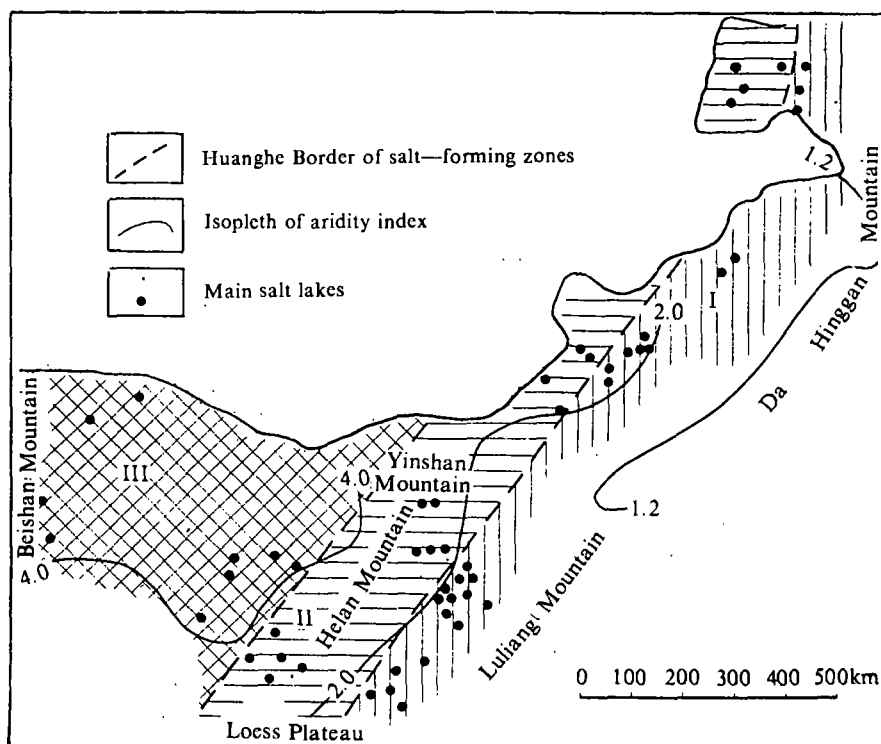 Huanghe Border of salt—forming zones
Isopleth of aridity index
Main salt lakes
1.2
Mountain
Hinggan
Da
2.0
I
Beishan Mountain
III
4.0
Yinshan
Mountain
1.2
4.0
Helan Mountain
II
Luliang Mountain
2.0
0 100 200 300 400 500km
Loess Plateau